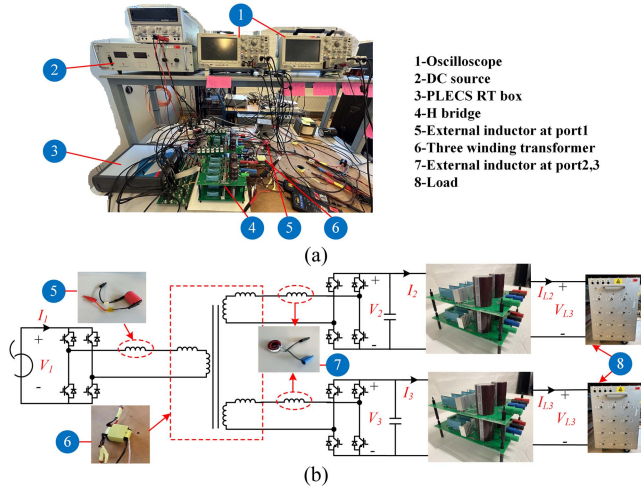 1
2
3
4
5
6
1-Oscilloscope
2-DC source
3-PLECS RT box
4-H bridge
5-External inductor at port1
6-Three winding transformer
7-External inductor at port2,3
8-Load
(a)
5
I1
+
V1
-
6
7
+
V2
-
I2
IL2
+
VL3
-
8
+
V3
-
I3
IL3
+
VL3
-
(b)